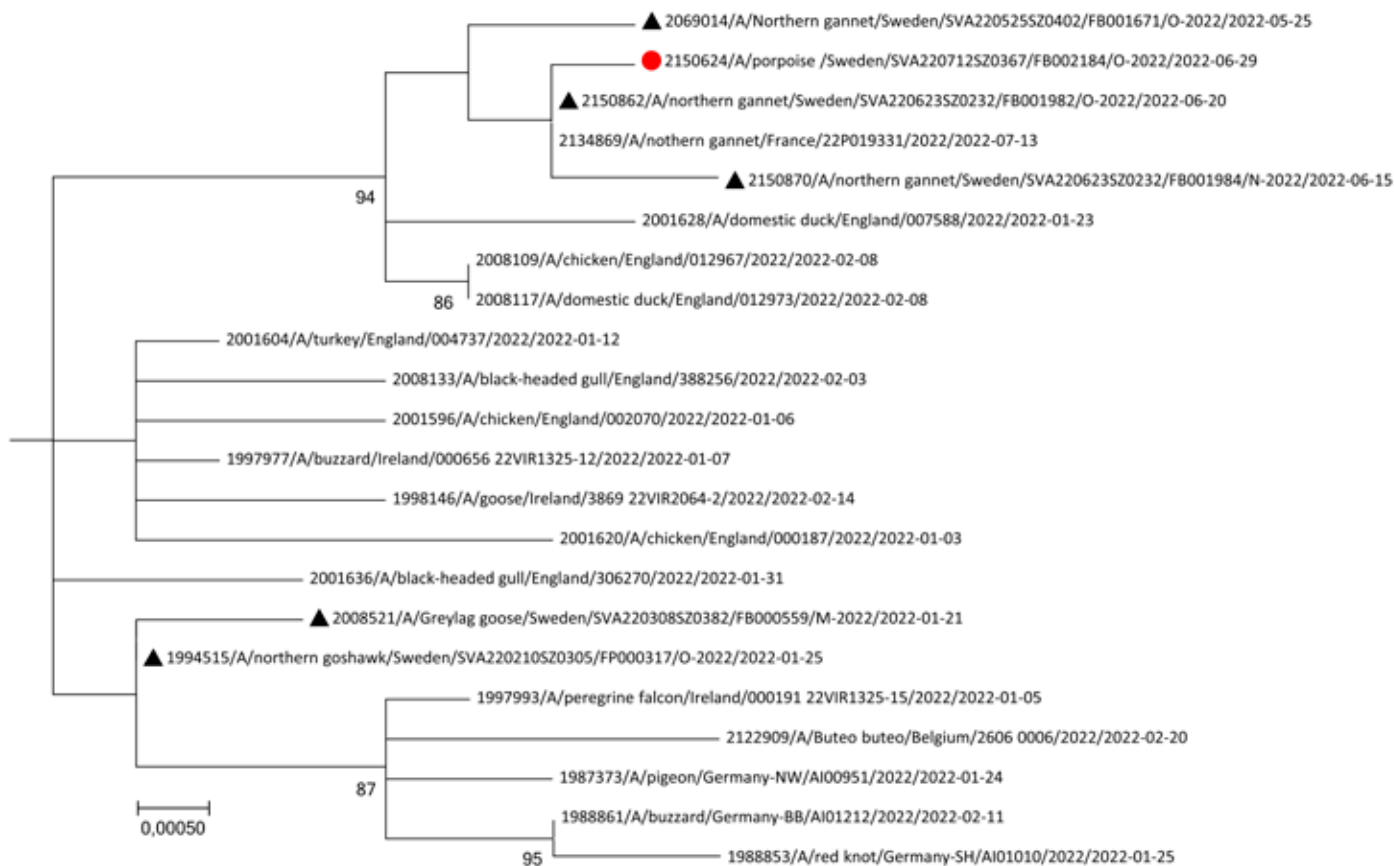 2069014/A/Northern gannet/Sweden/SVA220525SZ0402/FB001671/O-2022/2022-05-25
2150624/A/porpoise /Sweden/SVA220712SZ0367/FB002184/O-2022/2022-06-29
2150862/A/northern gannet/Sweden/SVA220623SZ0232/FB001982/O-2022/2022-06-20
2134869/A/nothern gannet/France/22P019331/2022/2022-07-13
2150870/A/northern gannet/Sweden/SVA220623SZ0232/FB001984/N-2022/2022-06-15
94
2001628/A/domestic duck/England/007588/2022/2022-01-23
2008109/A/chicken/England/012967/2022/2022-02-08
86
2008117/A/domestic duck/England/012973/2022/2022-02-08
2001604/A/turkey/England/004737/2022/2022-01-12
2008133/A/black-headed gull/England/388256/2022/2022-02-03
2001596/A/chicken/England/002070/2022/2022-01-06
1997977/A/buzzard/Ireland/000656 22VIR1325-12/2022/2022-01-07
1998146/A/goose/Ireland/3869 22VIR2064-2/2022/2022-02-14
2001620/A/chicken/England/000187/2022/2022-01-03
2001636/A/black-headed gull/England/306270/2022/2022-01-31
2008521/A/Greylag goose/Sweden/SVA220308SZ0382/FB000559/M-2022/2022-01-21
1994515/A/northern goshawk/Sweden/SVA220210SZ0305/FP000317/O-2022/2022-01-25
1997993/A/peregrine falcon/Ireland/000191 22VIR1325-15/2022/2022-01-05
2122909/A/Buteo buteo/Belgium/2606 0006/2022/2022-02-20
87
1987373/A/pigeon/Germany-NW/AI00951/2022/2022-01-24
1988861/A/buzzard/Germany-BB/AI01212/2022/2022-02-11
0,00050
95
1988853/A/red knot/Germany-SH/AI01010/2022/2022-01-25